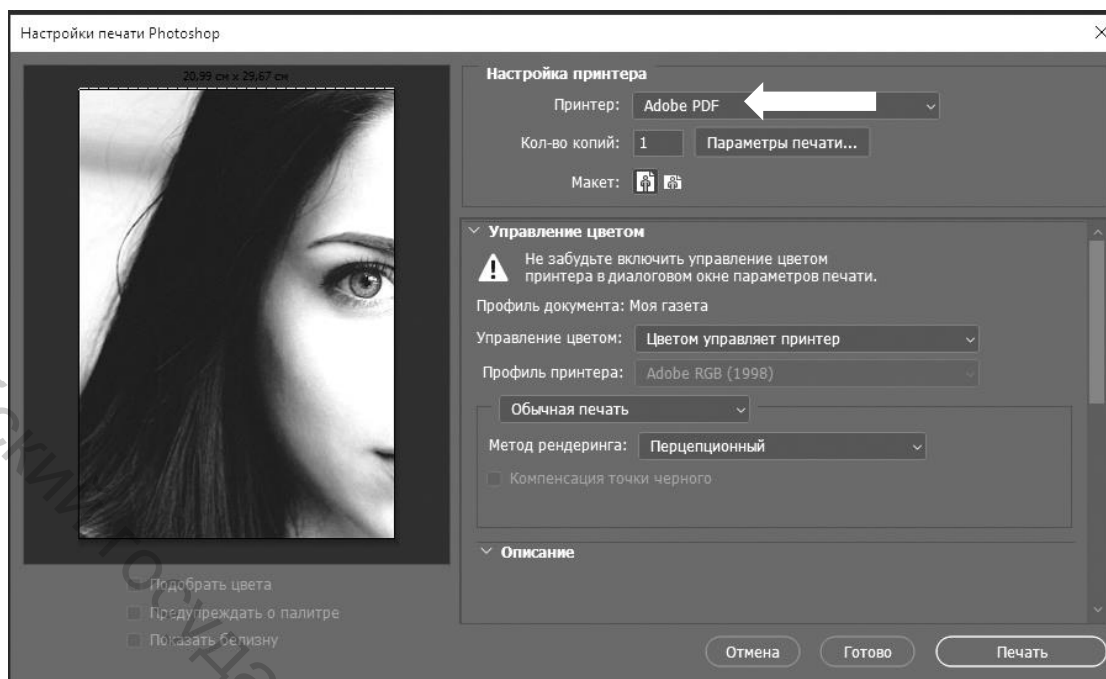 Настройки печати Photoshop
20,99 см x 29,67 см
Настройка принтера
Принтер: Adobe PDF
Кол-во копий: 1 Параметры печати...
Макет:
Управление цветом
Не забудьте включить управление цветом
принтера в диалоговом окне параметров печати.
Профиль документа: Моя газета
Управление цветом: Цветом управляет принтер
Профиль принтера: Adobe RGB (1998)
Обычная печать
Метод рендеринга: Перцепционный
Компенсация точки черного
Описание
Подобрать цвета
Предупреждать о палитре
Показать белизну
Отмена Готово Печать